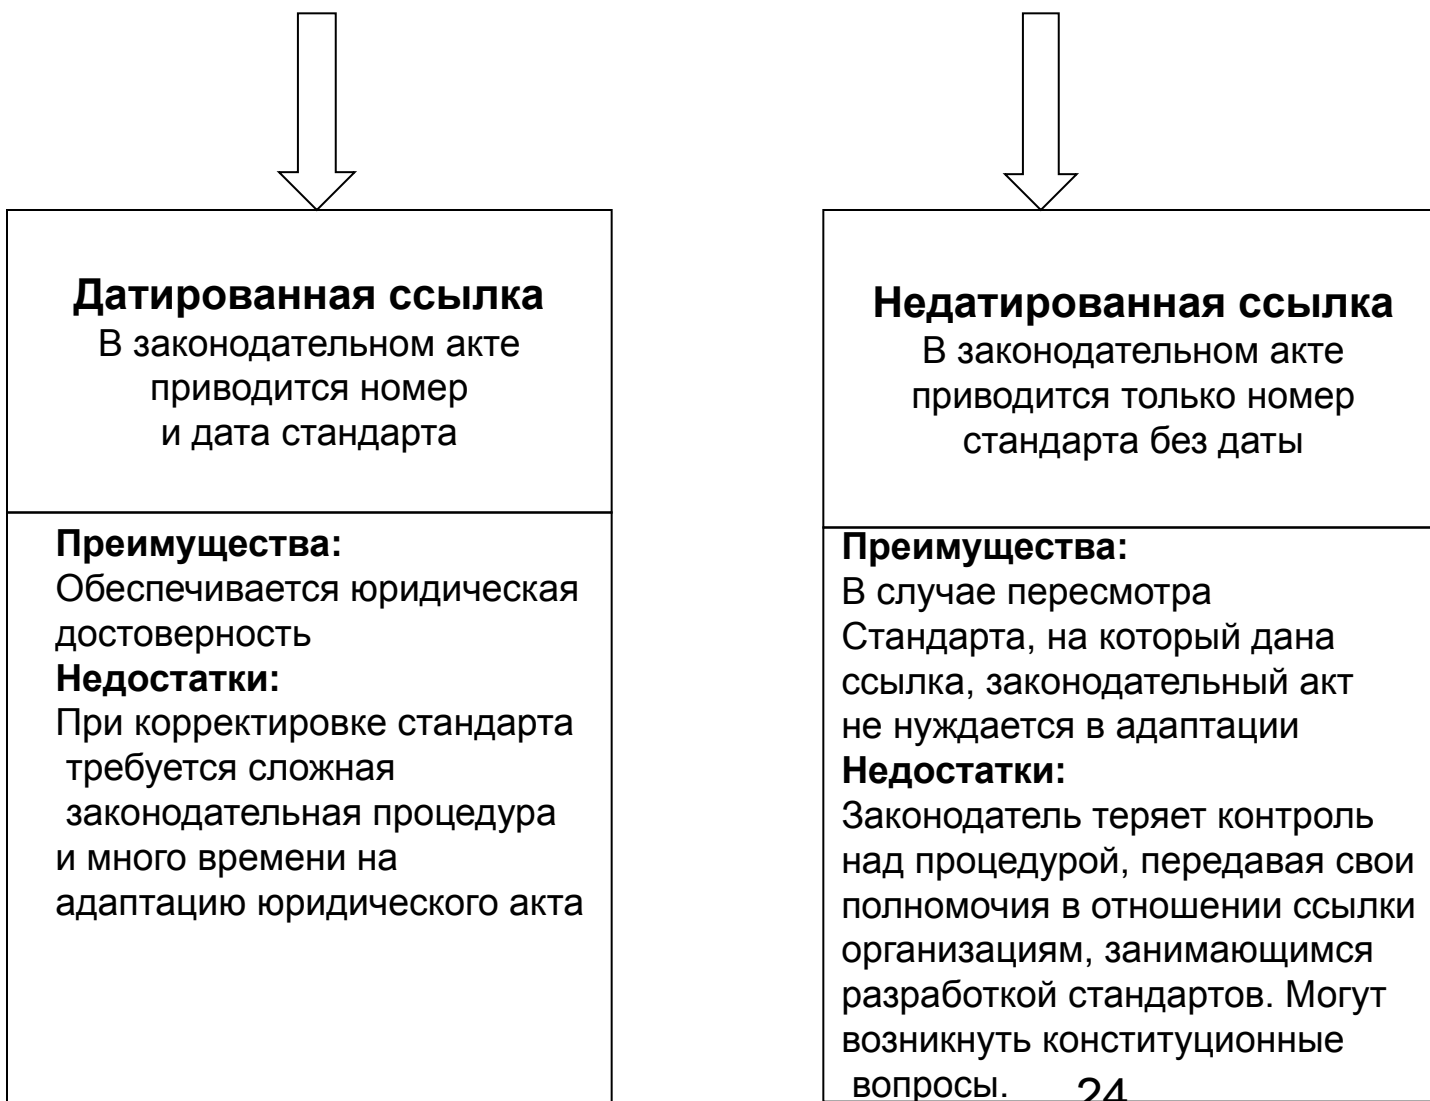 Датированная ссылка
В законодательном акте
приводится номер
и дата стандарта
Преимущества:
Обеспечивается юридическая
достоверность
Недостатки:
При корректировке стандарта
требуется сложная
законодательная процедура
и много времени на
адаптацию юридического акта
Недатированная ссылка
В законодательном акте
приводится только номер
стандарта без даты
Преимущества:
В случае пересмотра
Стандарта, на который дана
ссылка, законодательный акт
не нуждается в адаптации
Недостатки:
Законодатель теряет контроль
над процедурой, передавая свои
полномочия в отношении ссылки
организациям, занимающимся
разработкой стандартов. Могут
возникнуть конституционные
вопросы.
24